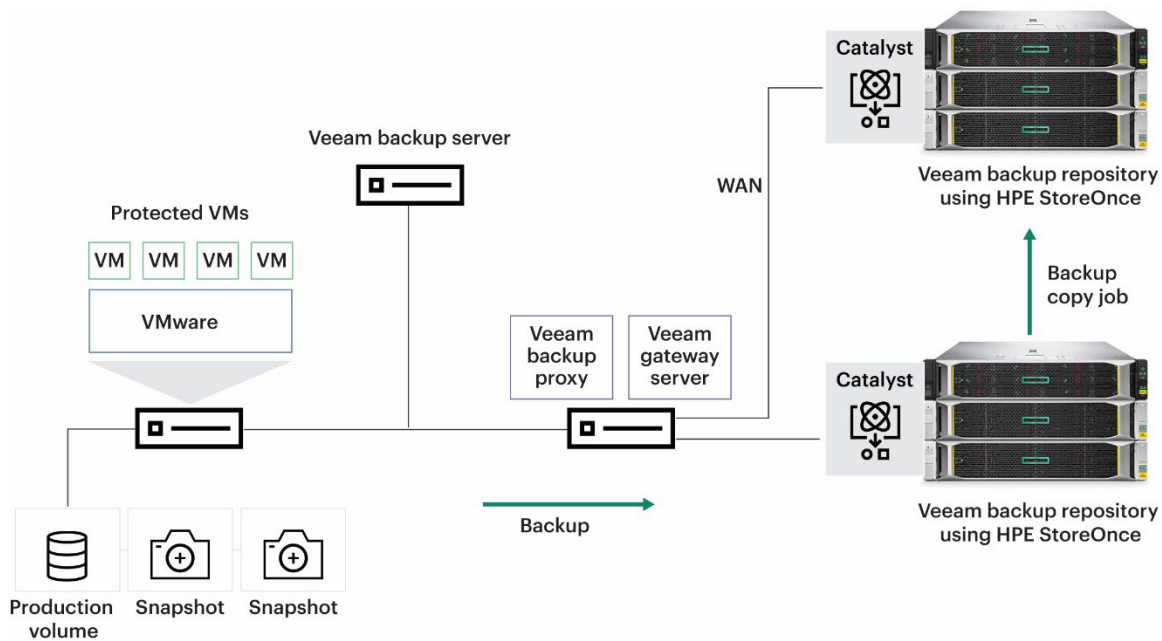 Catalyst
Veeam backup repository
using HPE StoreOnce
WAN
Veeam backup server
Protected VMs
VM VM VM VM
VMware
Backup
copy job
Veeam
backup
proxy
Veeam
gateway
server
Catalyst
Veeam backup repository
using HPE StoreOnce
Backup
Production
volume
Snapshot
Snapshot